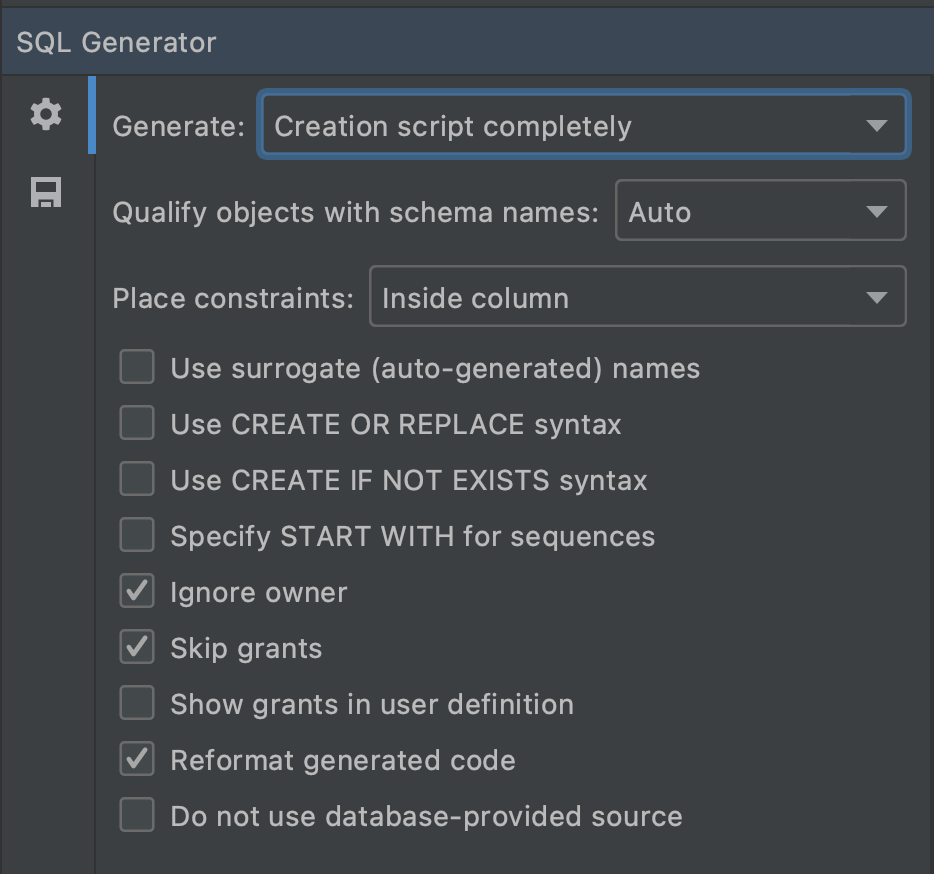 SQL Generator
Generate: Creation script completely
Qualify objects with schema names: Auto
Place constraints: Inside column
Use surrogate (auto-generated) names
Use CREATE OR REPLACE syntax
Use CREATE IF NOT EXISTS syntax
Specify START WITH for sequences
Ignore owner
Skip grants
Show grants in user definition
Reformat generated code
Do not use database-provided source